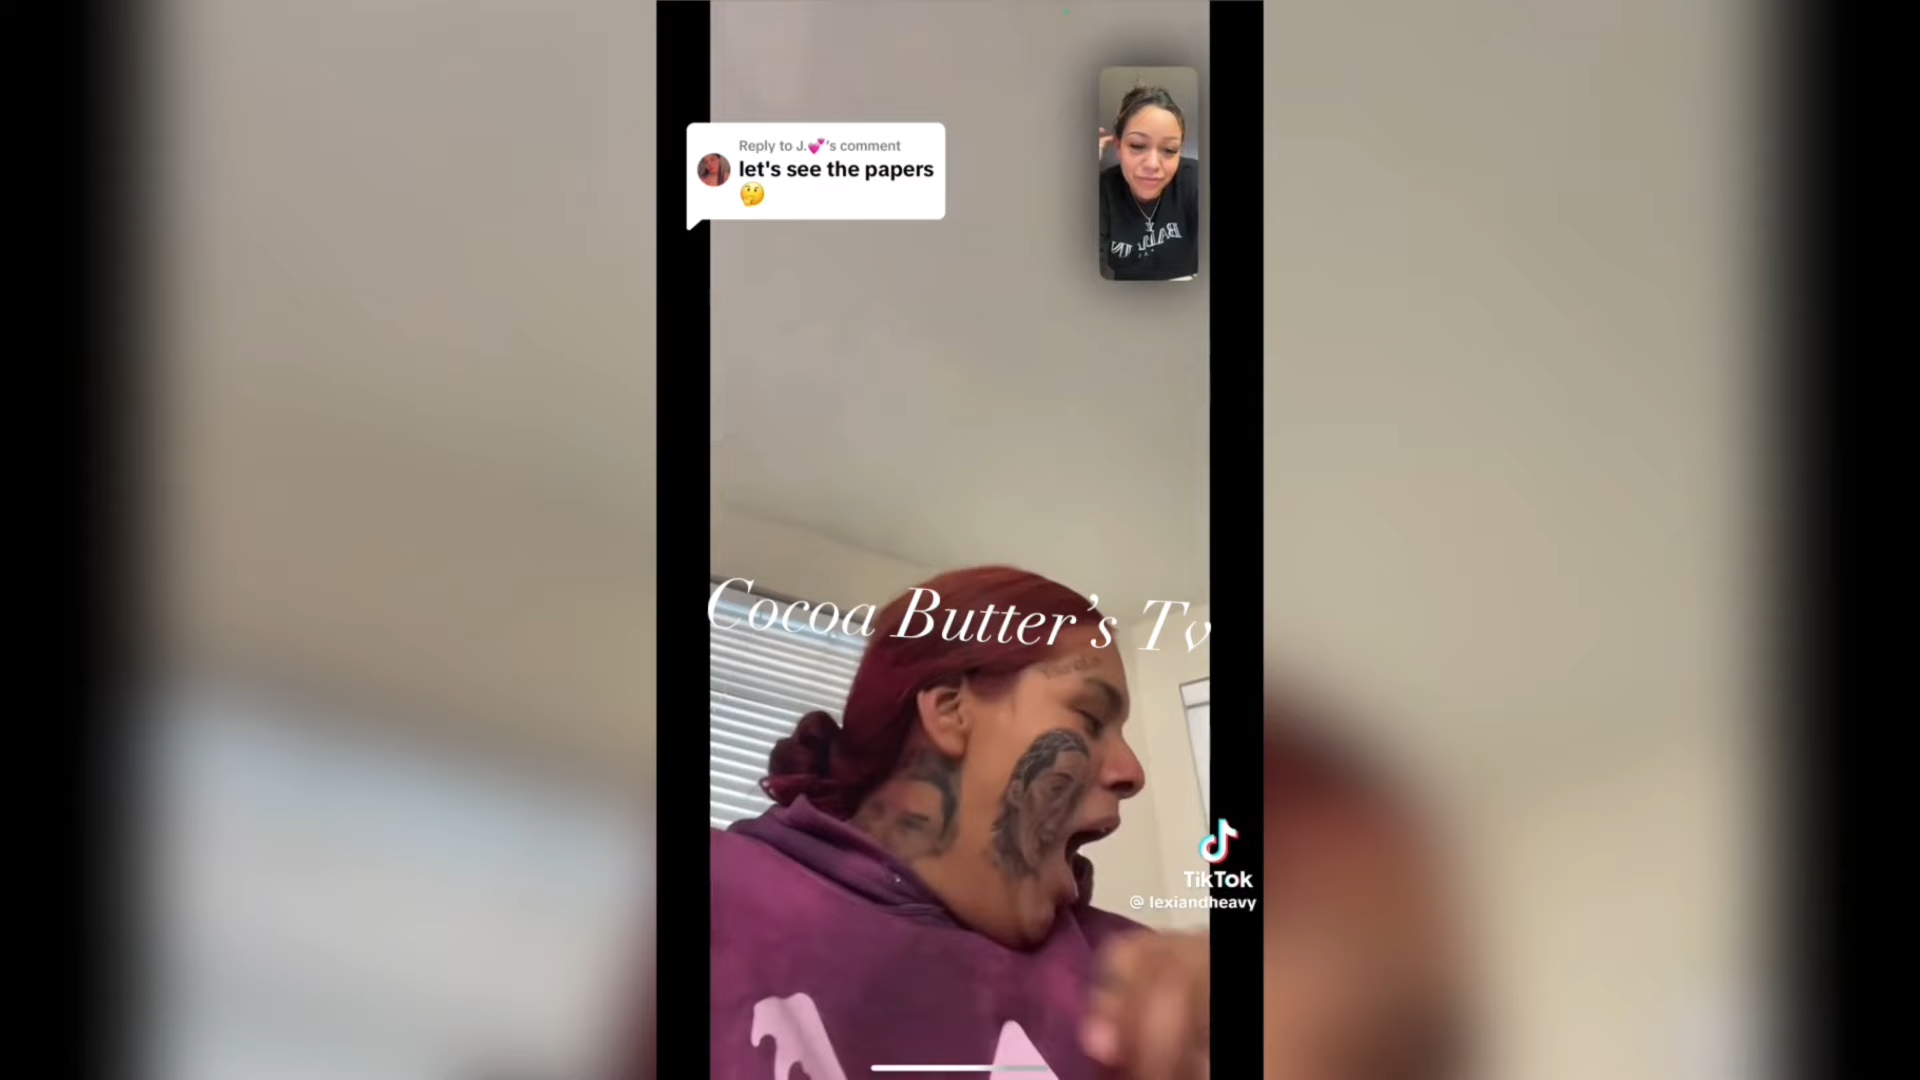 Reply to J.💕's comment
let's see the papers
🤔
Cocoa Butter's Tv
TikTok
@ lexiandheavy